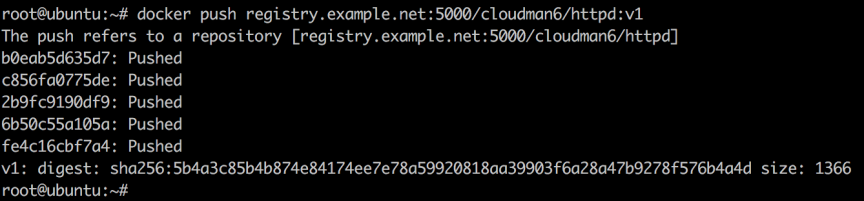 root@ubuntu:~# docker push registry.example.net:5000/cloudman6/httpd:v1
The push refers to a repository [registry.example.net:5000/cloudman6/httpd]
b0eab5d635d7: Pushed
c856fa0775de: Pushed
2b9fc9190df9: Pushed
6b50c55a105a: Pushed
fe4c16cbf7a4: Pushed
v1: digest: sha256:5b4a3c85b4b874e84174ee7e78a59920818aa39903f6a28a47b9278f576b4a4d size: 1366
root@ubuntu:~#